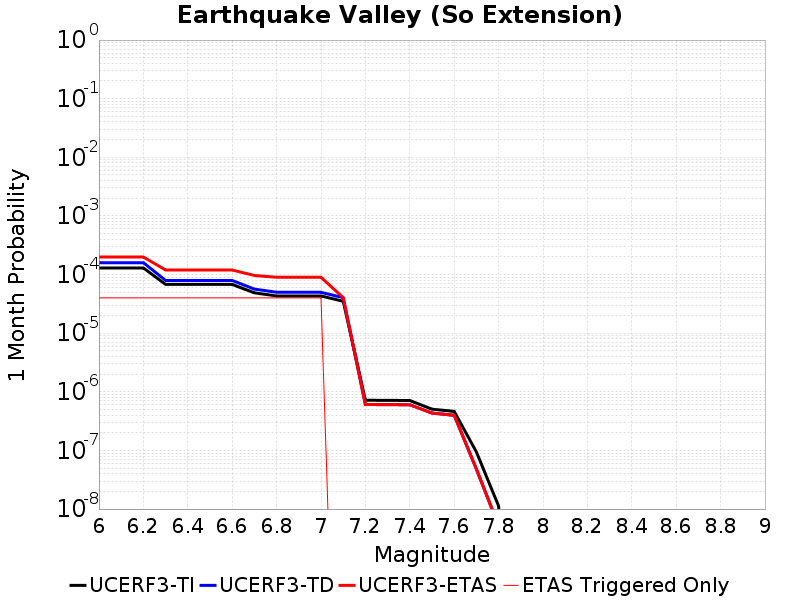 Earthquake Valley (So Extension)
1 Month Probability
10^0
10^-1
10^-2
10^-3
10^-4
10^-5
10^-6
10^-7
10^-8
6 6.2 6.4 6.6 6.8 7 7.2 7.4 7.6 7.8 8 8.2 8.4 8.6 8.8 9
Magnitude
UCERF3-TI UCERF3-TD UCERF3-ETAS ETAS Triggered Only